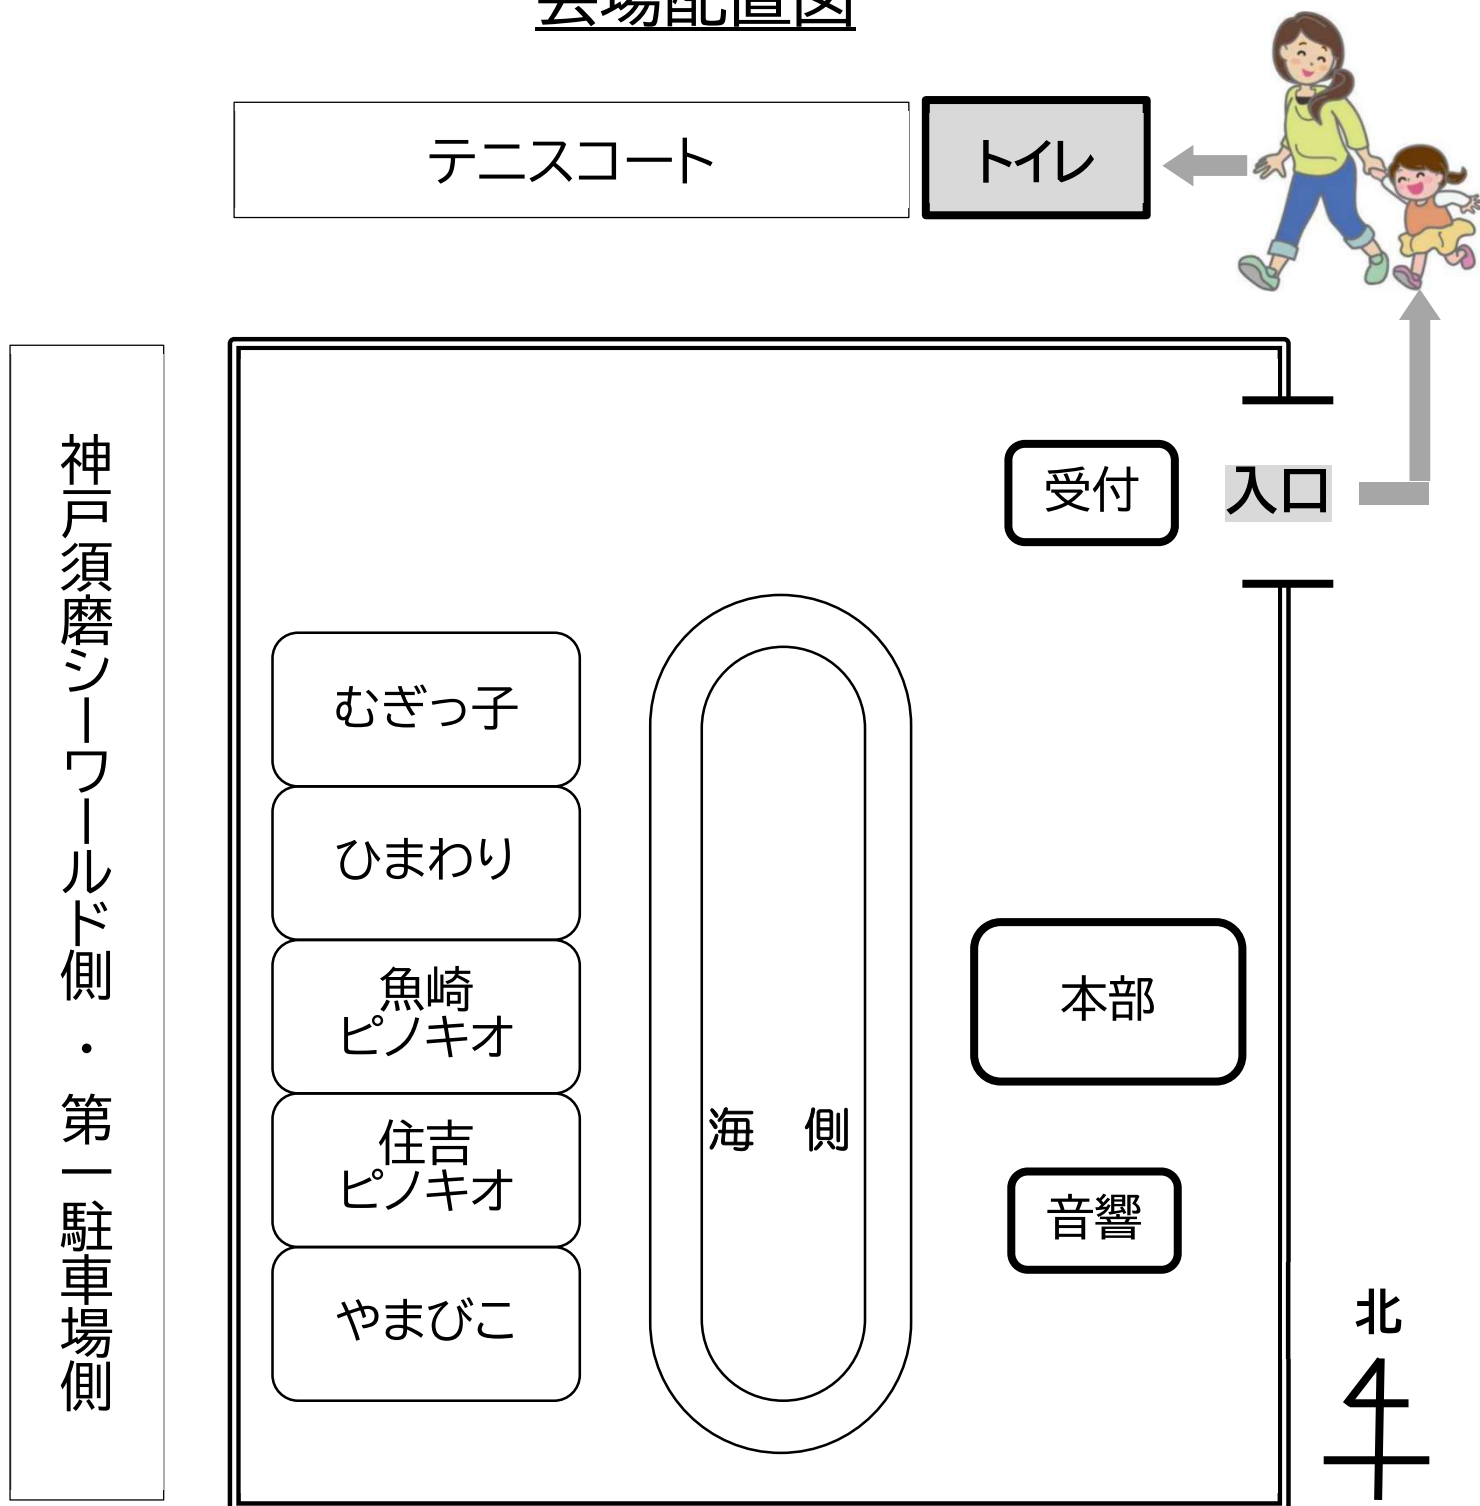 会場配置図
テニスコート
トイレ
神戸須磨シーワールド側・第一駐車場側
受付
入口
むぎっ子
ひまわり
魚崎
ピノキオ
住吉
ピノキオ
やまびこ
海 側
本部
音響
北